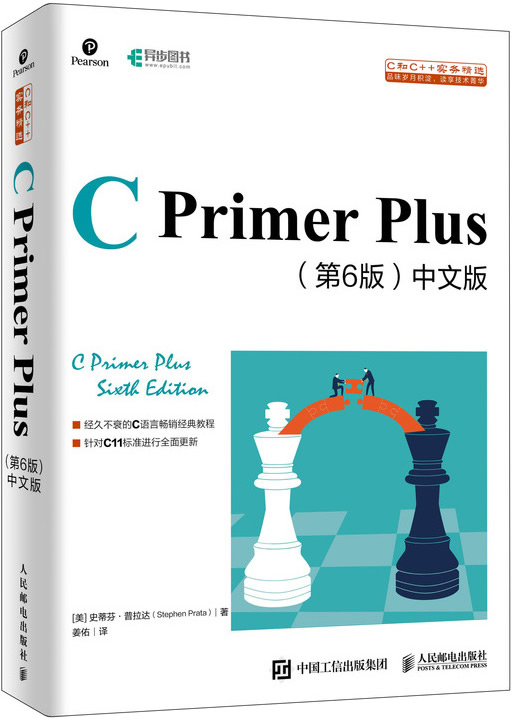 Pearson
异步图书
www.epubit.com
C和C++实务精选
品味岁月积淀，读享技术菁华
C Primer Plus
（第6版）中文版
C Primer Plus
Sixth Edition
经久不衰的C语言畅销经典教程
针对C11标准进行全面更新
[美] 史蒂芬·普拉达（Stephen Prata）| 著
姜佑 | 译
中国工信出版集团
人民邮电出版社
POSTS & TELECOM PRESS
Pearson
C和C++
实务精选
C Primer Plus
（第6版）
中文版
人民邮电出版社